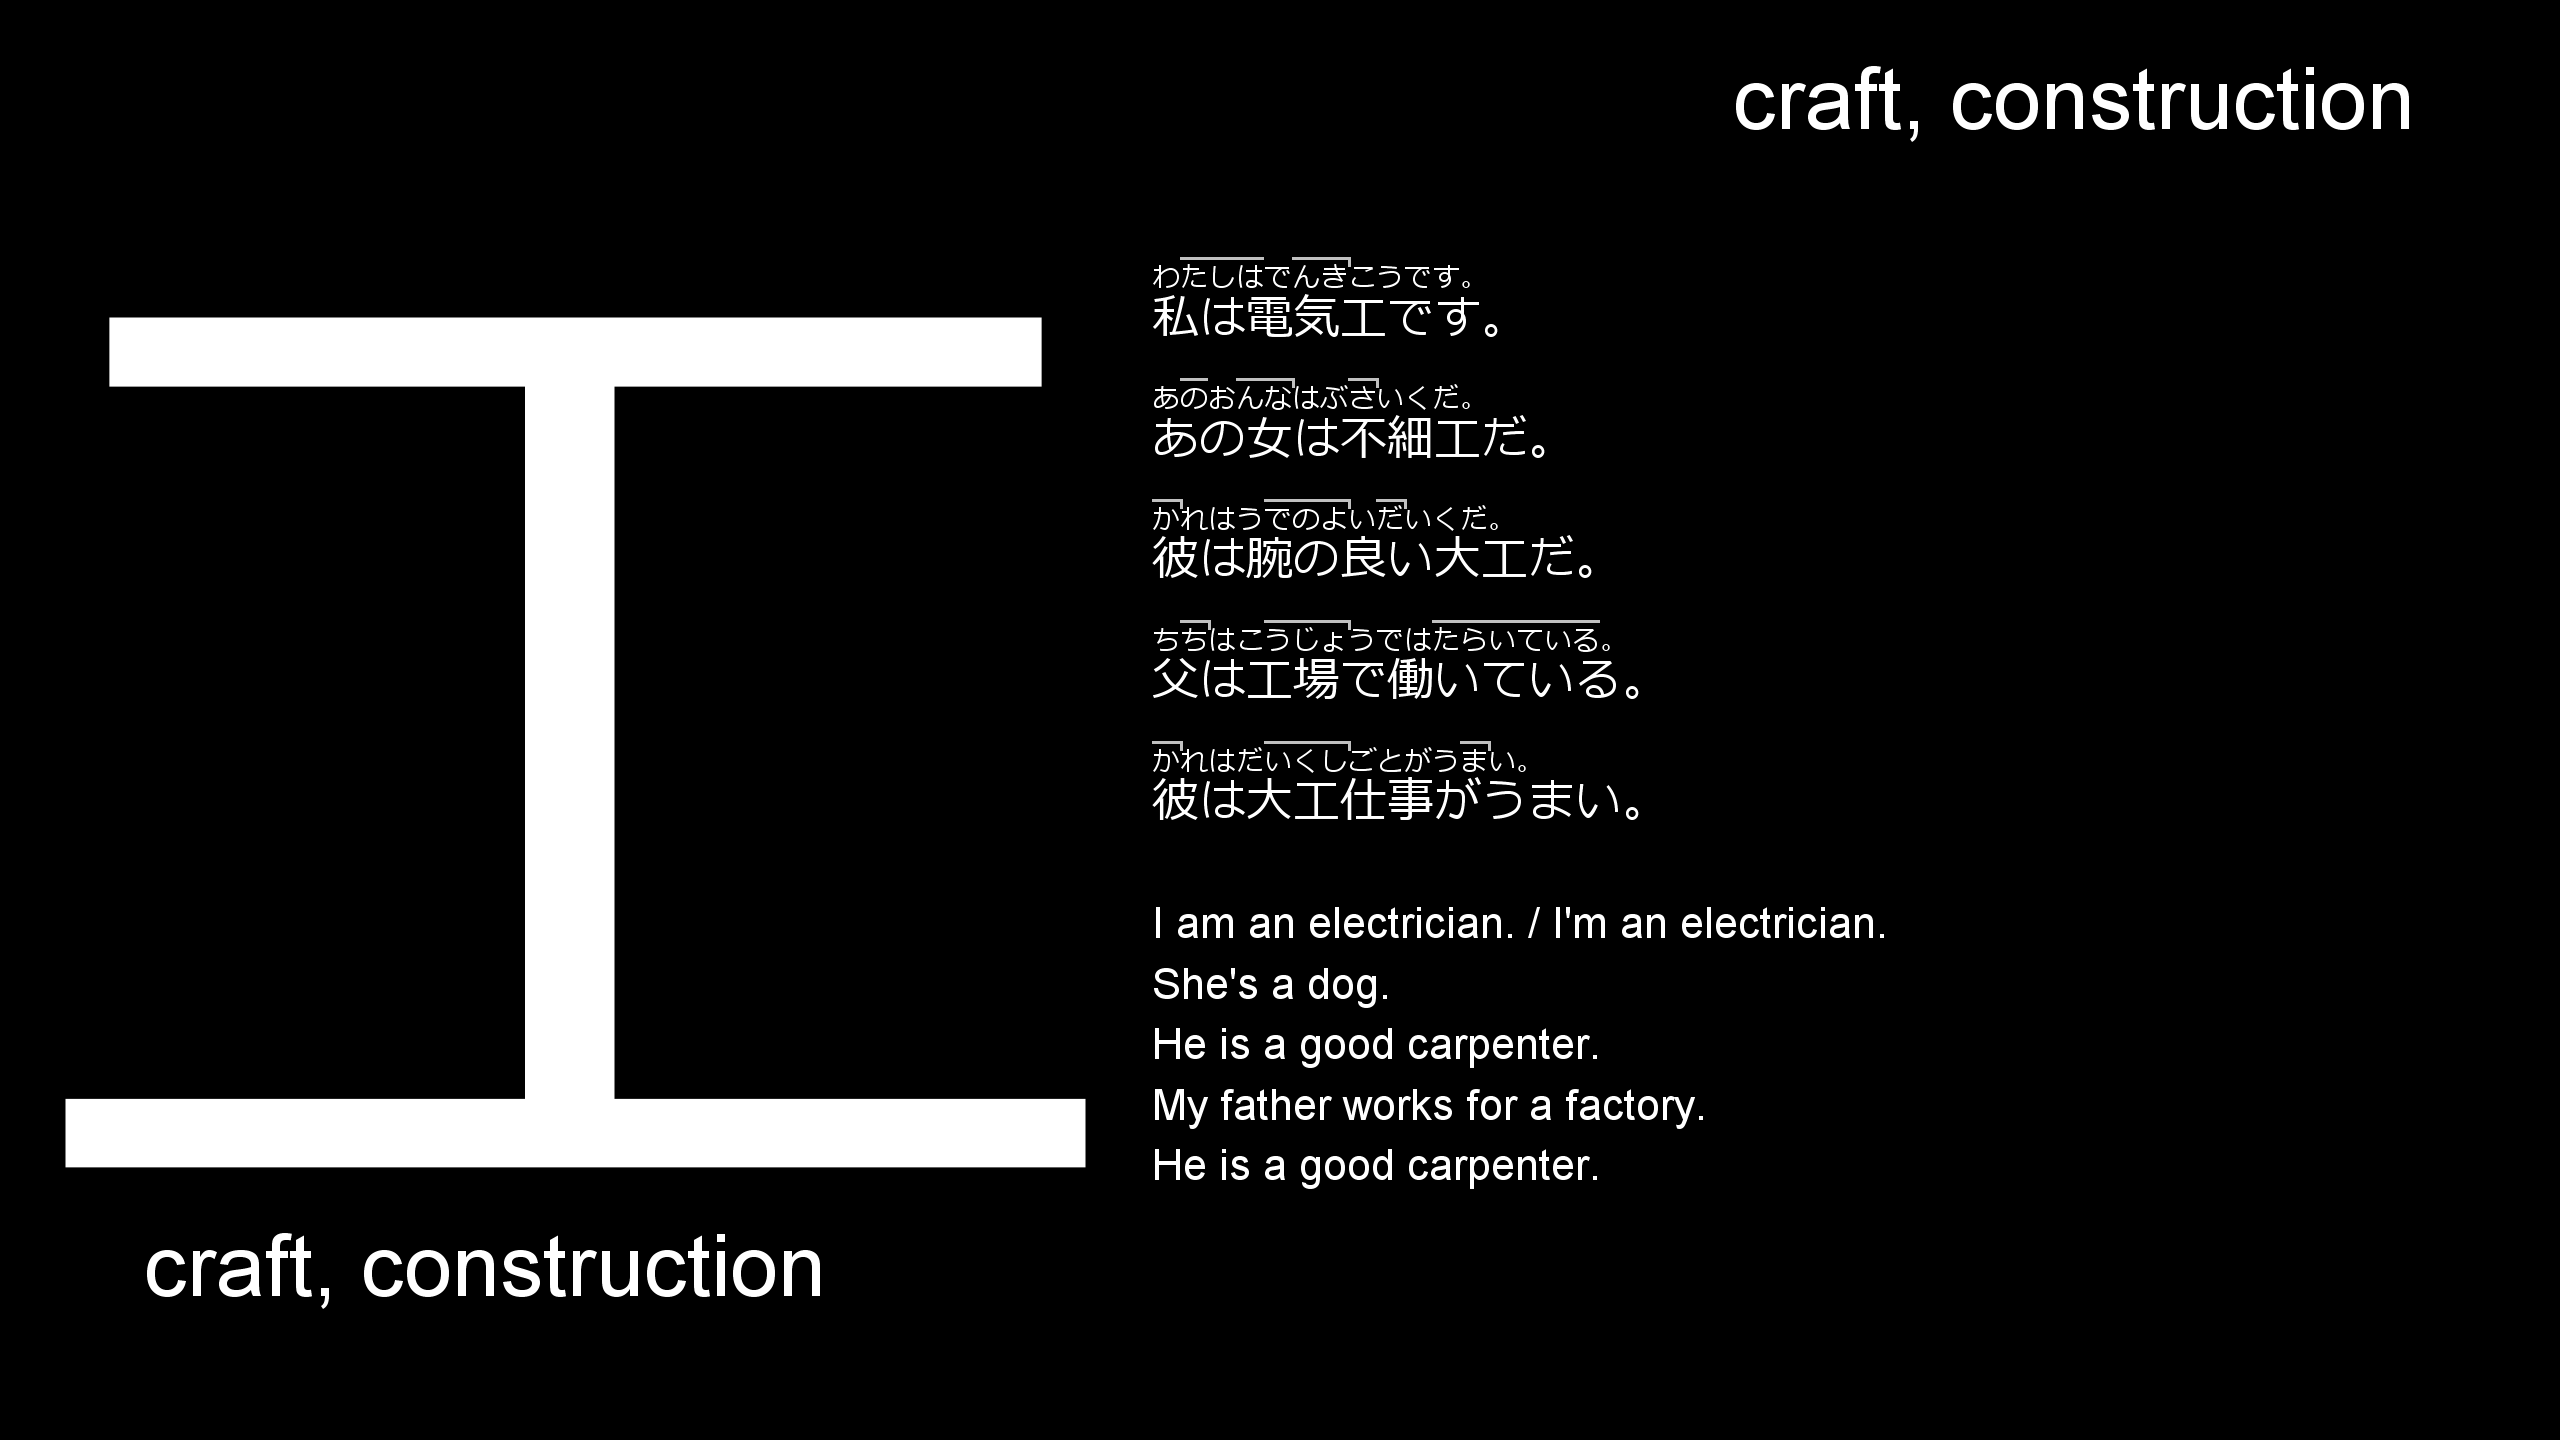 craft, construction
工
craft, construction
わたしはでんきこうです。
私は電気工です。
あのおんなはぶさいくだ。
あの女は不細工だ。
かれはうでのよいだいくだ。
彼は腕の良い大工だ。
ちちはこうじょうではたらいている。
父は工場で働いている。
かれはだいくしごとがうまい。
彼は大工仕事がうまい。
I am an electrician. / I'm an electrician.
She's a dog.
He is a good carpenter.
My father works for a factory.
He is a good carpenter.